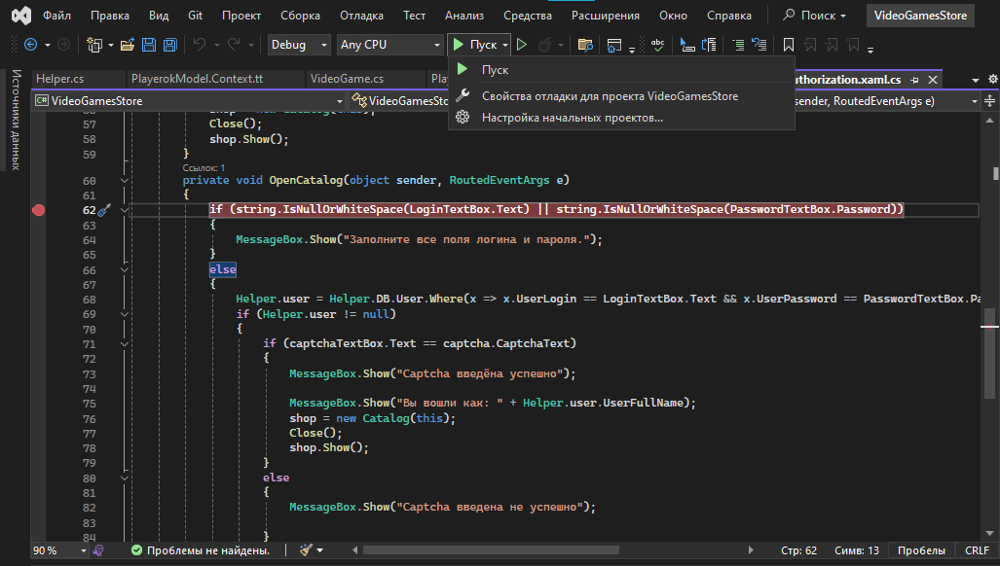 Файл Правка Вид Git Проект Сборка Отладка Тест Анализ Средства Расширения Окно Справка Поиск VideoGamesStore
Debug Any CPU Пуск
Helper.cs PlayerokModel.Context.tt VideoGame.cs uthorization.xaml.cs
Пуск
Свойства отладки для проекта VideoGamesStore
Настройка начальных проектов...
Источники данных
VideoGamesStore VideoGamesSto sender, RoutedEventArgs e)
57 Close();
58 shop.Show();
59 }
Ссылок: 1
60 private void OpenCatalog(object sender, RoutedEventArgs e)
61 {
62 if (string.IsNullOrWhiteSpace(LoginTextBox.Text) || string.IsNullOrWhiteSpace(PasswordTextBox.Password))
63 {
64 MessageBox.Show("Заполните все поля логина и пароля.");
65 }
66 else
67 {
68 Helper.user = Helper.DB.User.Where(x => x.UserLogin == LoginTextBox.Text && x.UserPassword == PasswordTextBox.Pa
69 if (Helper.user != null)
70 {
71 if (captchaTextBox.Text == captcha.CaptchaText)
72 {
73 MessageBox.Show("Captcha введёна успешно");
74
75 MessageBox.Show("Вы вошли как: " + Helper.user.UserFullName);
76 shop = new Catalog(this);
77 Close();
78 shop.Show();
79 }
80 else
81 {
82 MessageBox.Show("Captcha введена не успешно");
83
84 }
90 % Проблемы не найдены. Стр: 62 Симв: 13 Пробелы CRLF